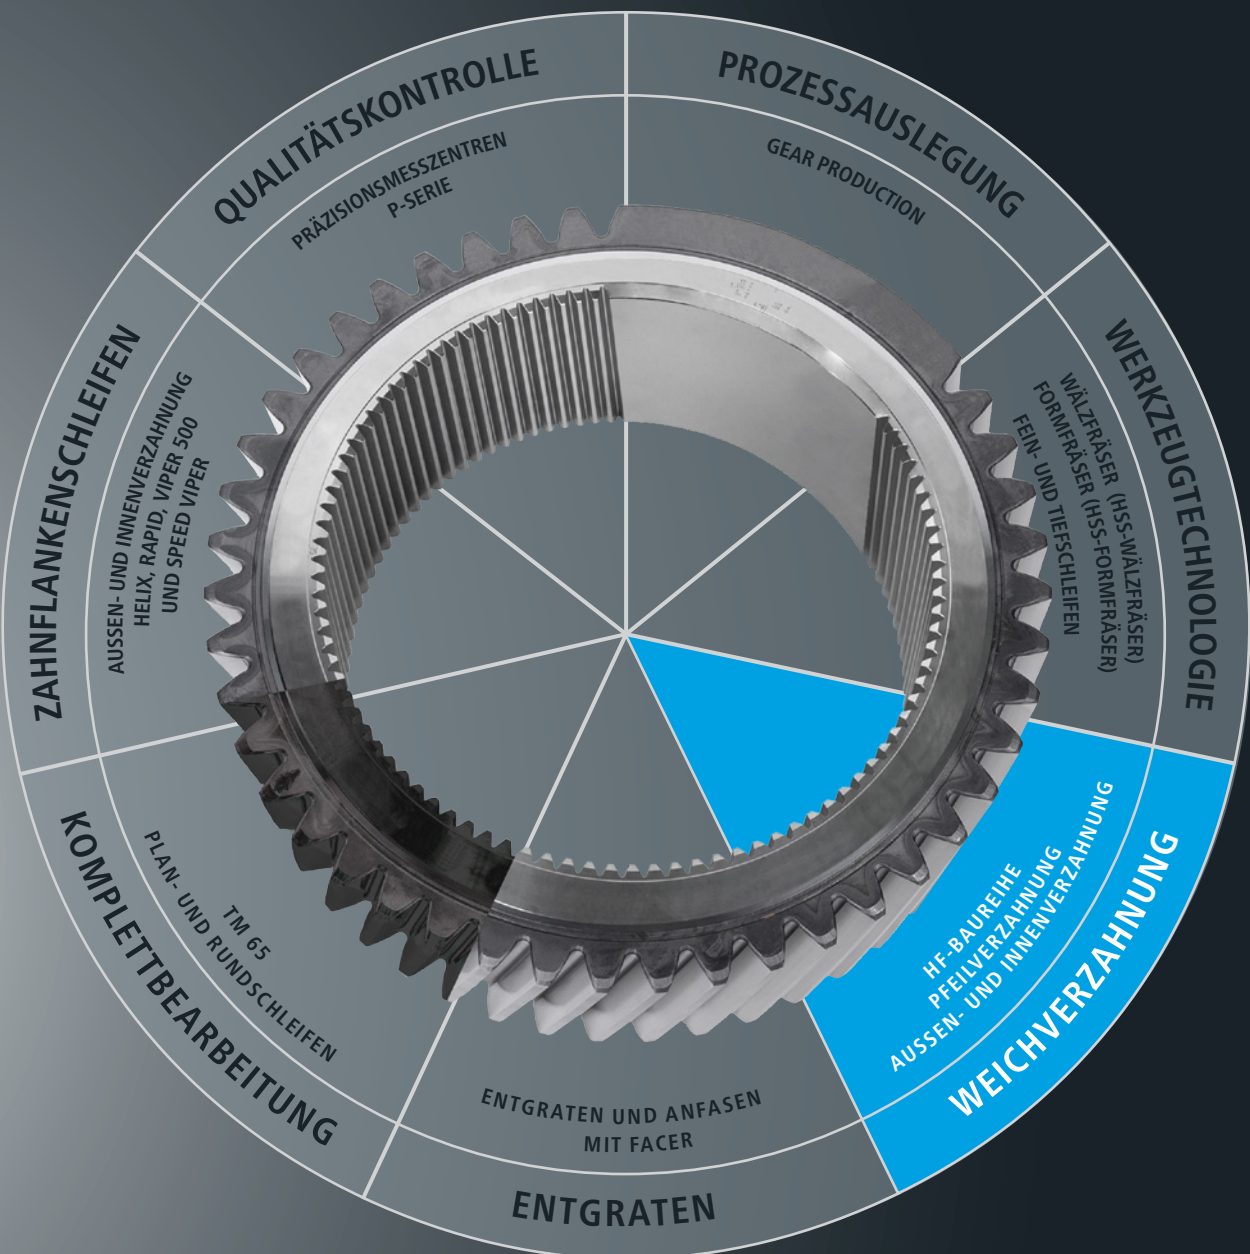 PROZESSAUSLEGUNG
GEAR PRODUCTION
WERKZEUGTECHNOLOGIE
WÄLZFRÄSER (HSS-WÄLZFRÄSER)
FORMFRÄSER (HSS-FORMFRÄSER)
FEIN- UND TIEFSCHLEIFEN
HF-BAUREIHE
PFEILVERZAHNUNG
AUSSEN- UND INNENVERZAHNUNG
WEICHVERZAHNUNG
ENTGRATEN UND ANFASEN
MIT FACER
ENTGRATEN
TM 65
PLAN- UND RUNDSCHLEIFEN
KOMPLETTBEARBEITUNG
ZAHNFLANKENSCHLEIFEN
AUSSEN- UND INNENVERZAHNUNG
HELIX, RAPID, VIPER 500
UND SPEED VIPER
QUALITÄTSKONTROLLE
PRÄZISIONSMESSZENTREN
P-SERIE